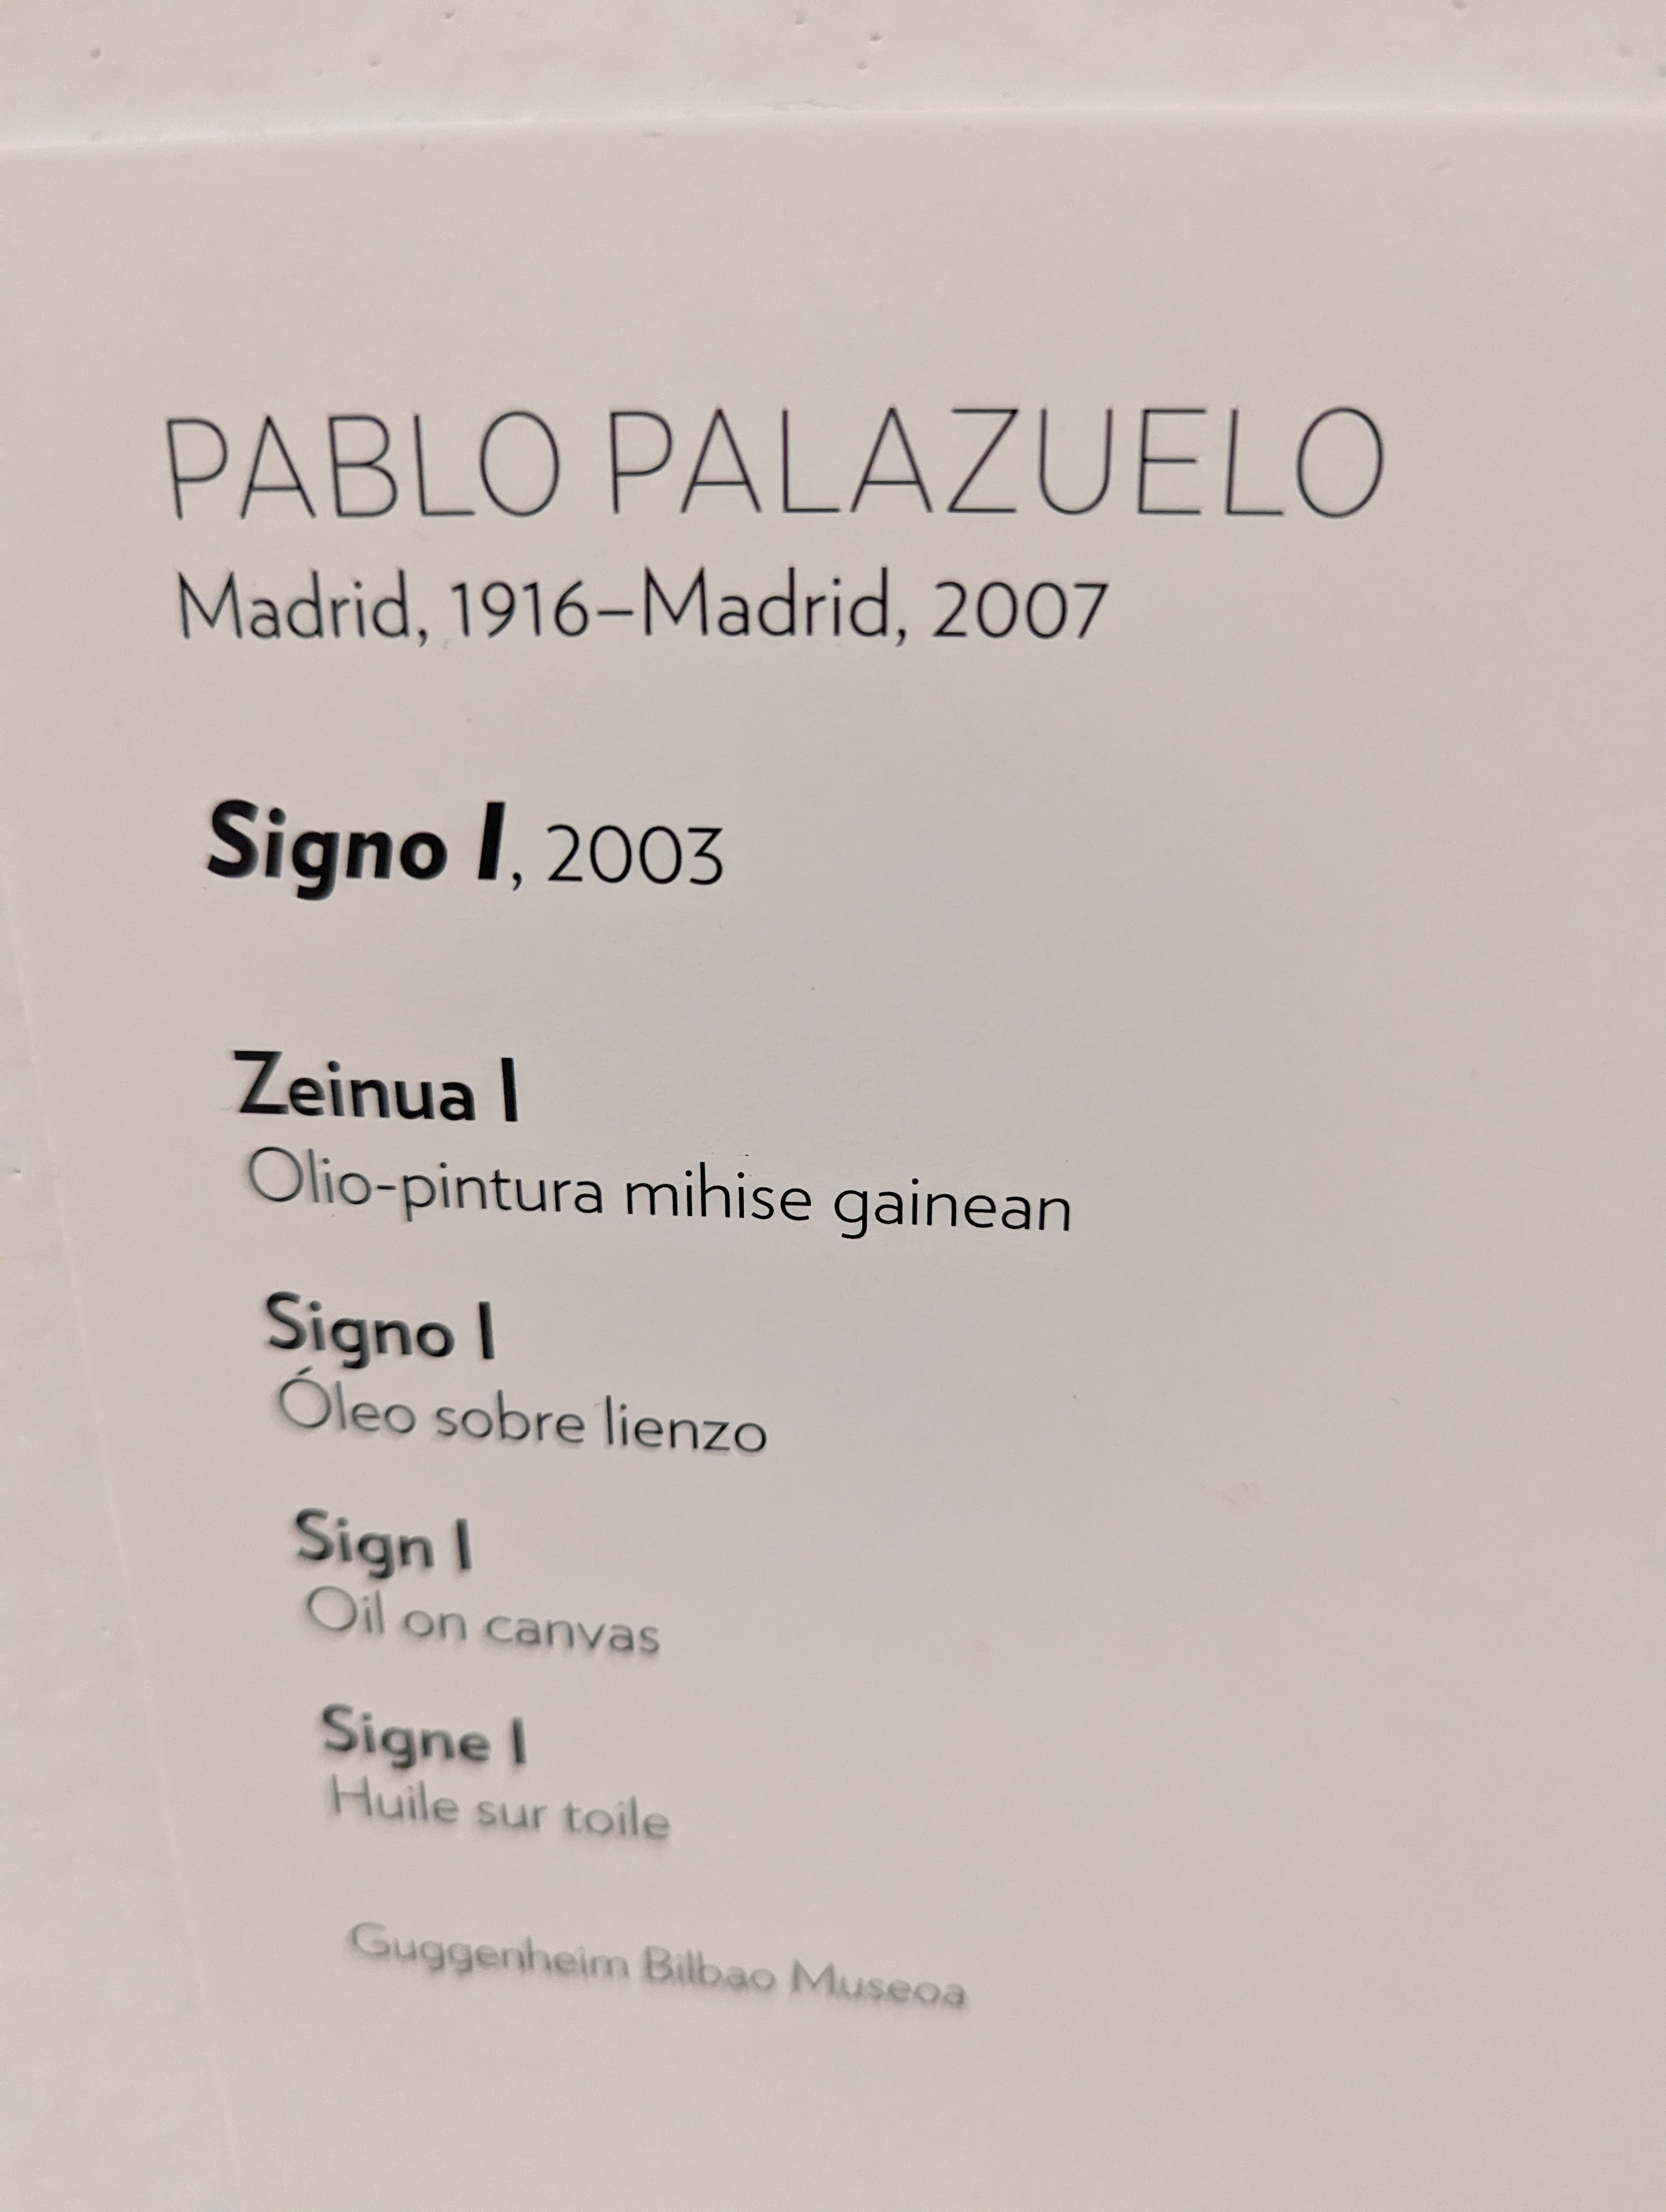 PABLO PALAZUELO
Madrid, 1916–Madrid, 2007
Signo I, 2003
Zeinua I
Olio-pintura mihise gainean
Signo I
Óleo sobre lienzo
Sign I
Oil on canvas
Signe I
Huile sur toile
Guggenheim Bilbao Museoa